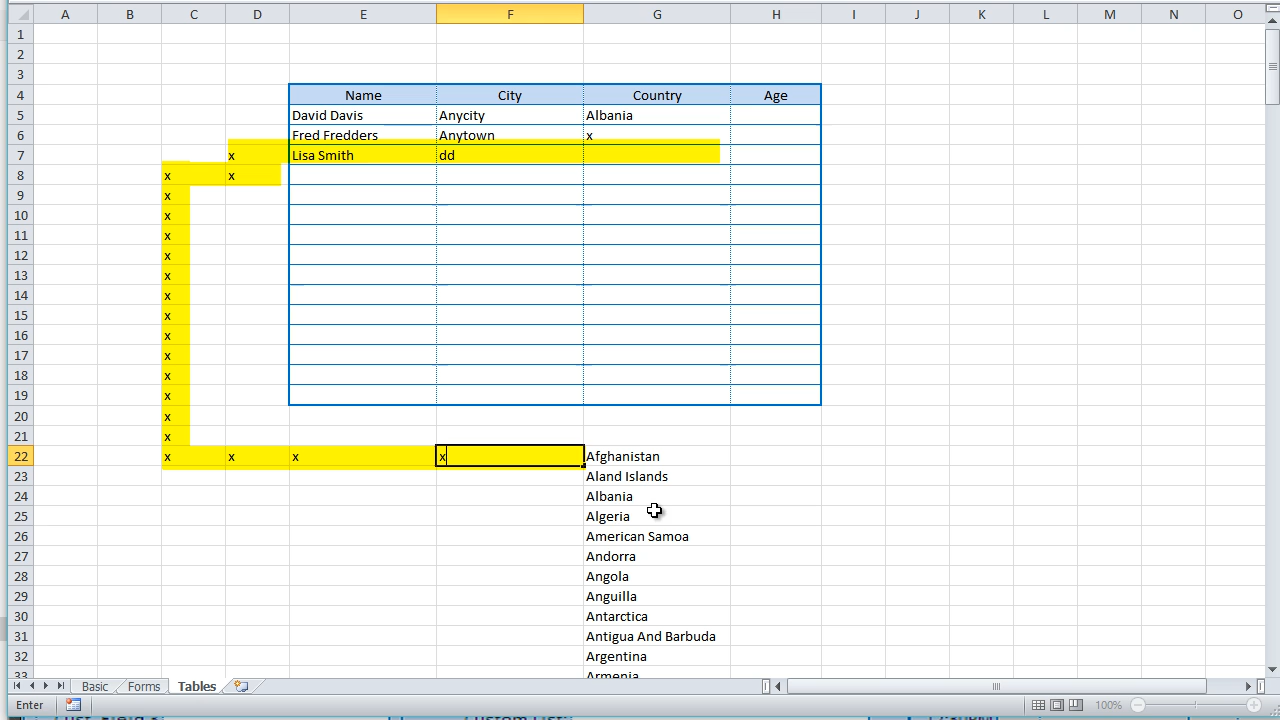 A B C D E F G H I J K L M N O
1
2
3
4 Name City Country Age
5 David Davis Anycity Albania
6 Fred Fredders Anytown x
7 x Lisa Smith dd
8 x x
9 x
10 x
11 x
12 x
13 x
14 x
15 x
16 x
17 x
18 x
19 x
20 x
21 x
22 x x x x Afghanistan
23 Aland Islands
24 Albania
25 Algeria
26 American Samoa
27 Andorra
28 Angola
29 Anguilla
30 Antarctica
31 Antigua And Barbuda
32 Argentina
33 Armenia
Basic Forms Tables
Enter 100%